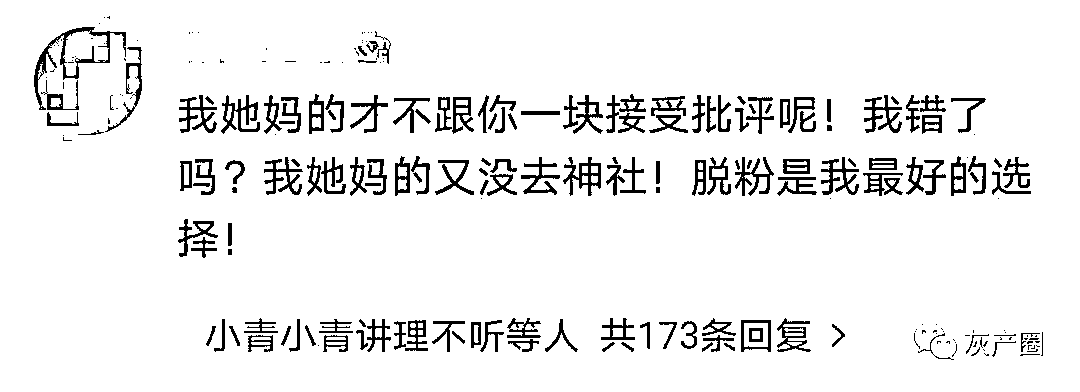 我她妈的才不跟你一块接受批评呢！我错了
吗？我她妈的又没去神社！脱粉是我最好的选
择！
小青小青讲理不听等人 共173条回复 >
灰产圈